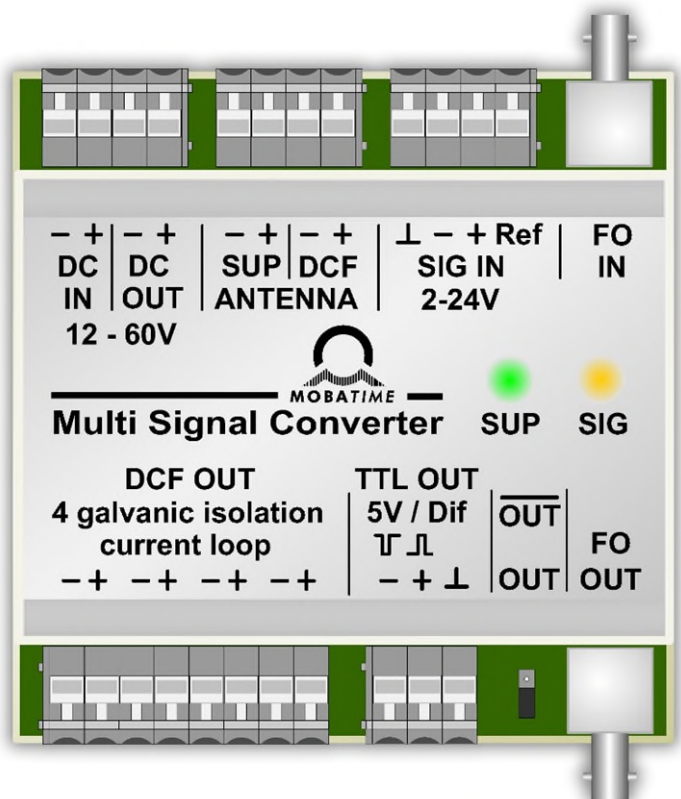 − + − + − + − + ⊥ − + Ref FO
DC DC SUP DCF SIG IN IN
IN OUT ANTENNA 2-24V
12 - 60V
MOBATIME
Multi Signal Converter SUP SIG
DCF OUT TTL OUT
4 galvanic isolation 5V / Dif OUT
current loop FO
− + − + − + − + − + ⊥ OUT OUT